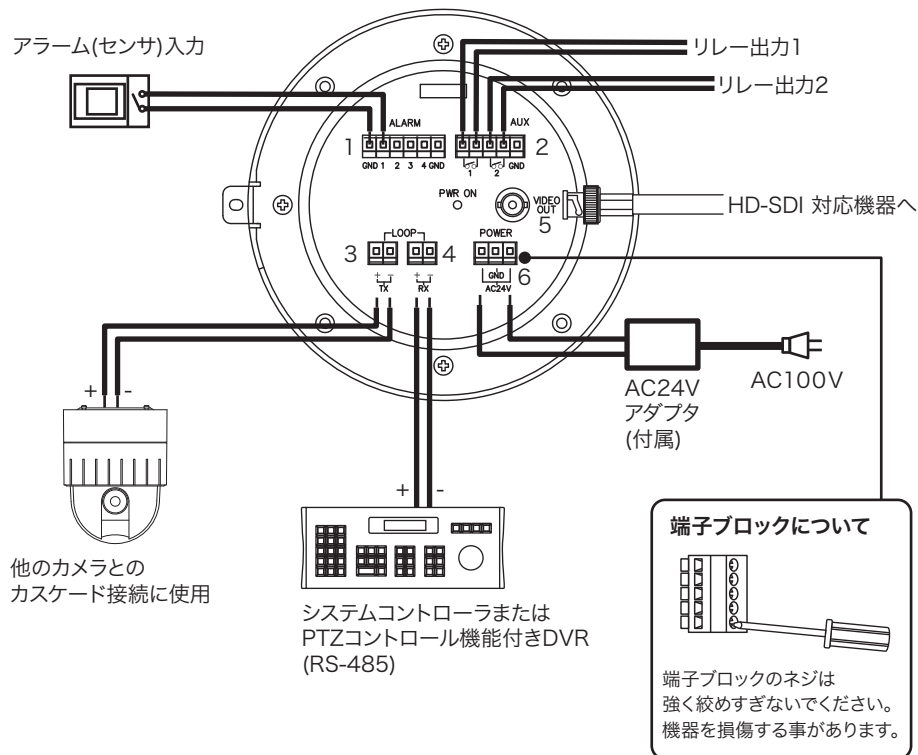 アラーム(センサ)入力
リレー出力1
リレー出力2
ALARM
AUX
1
2
GND 1 2 3 4 GND
1 2 GND
PWR ON
VIDEO
OUT
5
HD-SDI 対応機器へ
LOOP
POWER
3
4
6
+ -
+ -
GND
TX
RX
AC24V
AC24V
アダプタ
(付属)
AC100V
+ -
+ -
他のカメラとの
カスケード接続に使用
システムコントローラまたは
PTZコントロール機能付きDVR
(RS-485)
端子ブロックについて
端子ブロックのネジは
強く絞めすぎないでください。
機器を損傷する事があります。